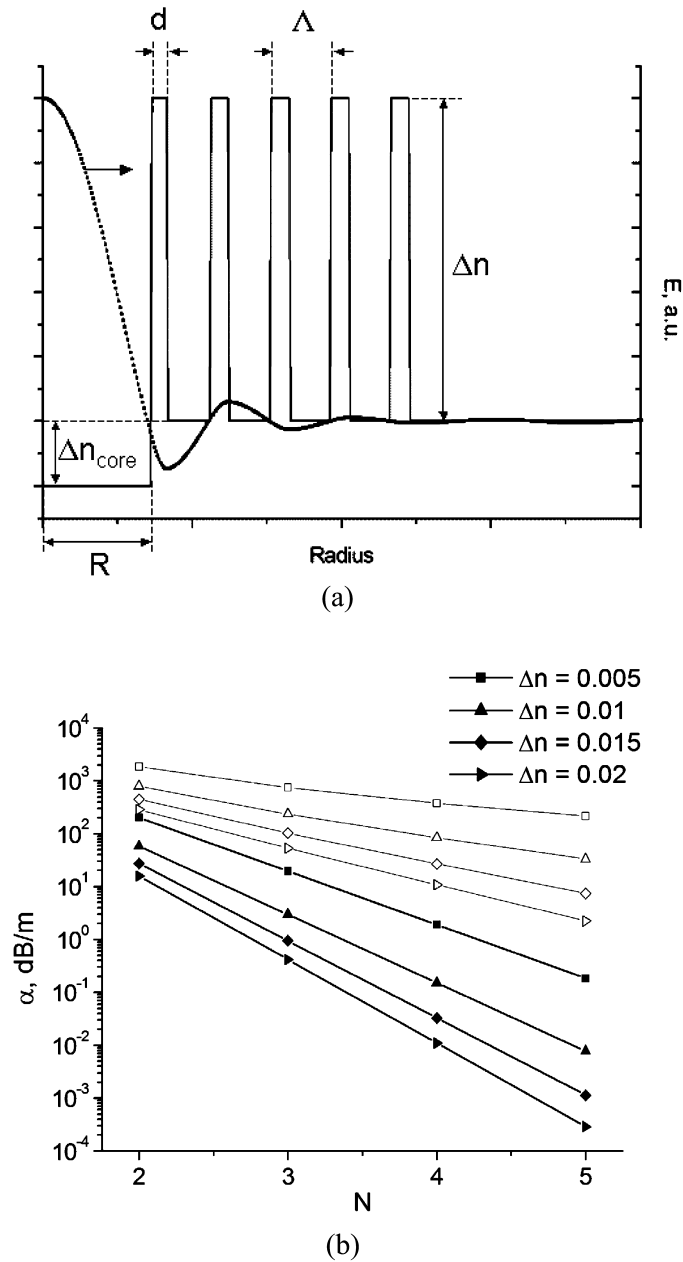 d
Λ
Δn
E, a.u.
Δn_core
R
Radius
(a)
Δn = 0.005
Δn = 0.01
Δn = 0.015
Δn = 0.02
10^4
10^3
10^2
10^1
10^0
10^-1
10^-2
10^-3
10^-4
α, dB/m
2 3 4 5
N
(b)